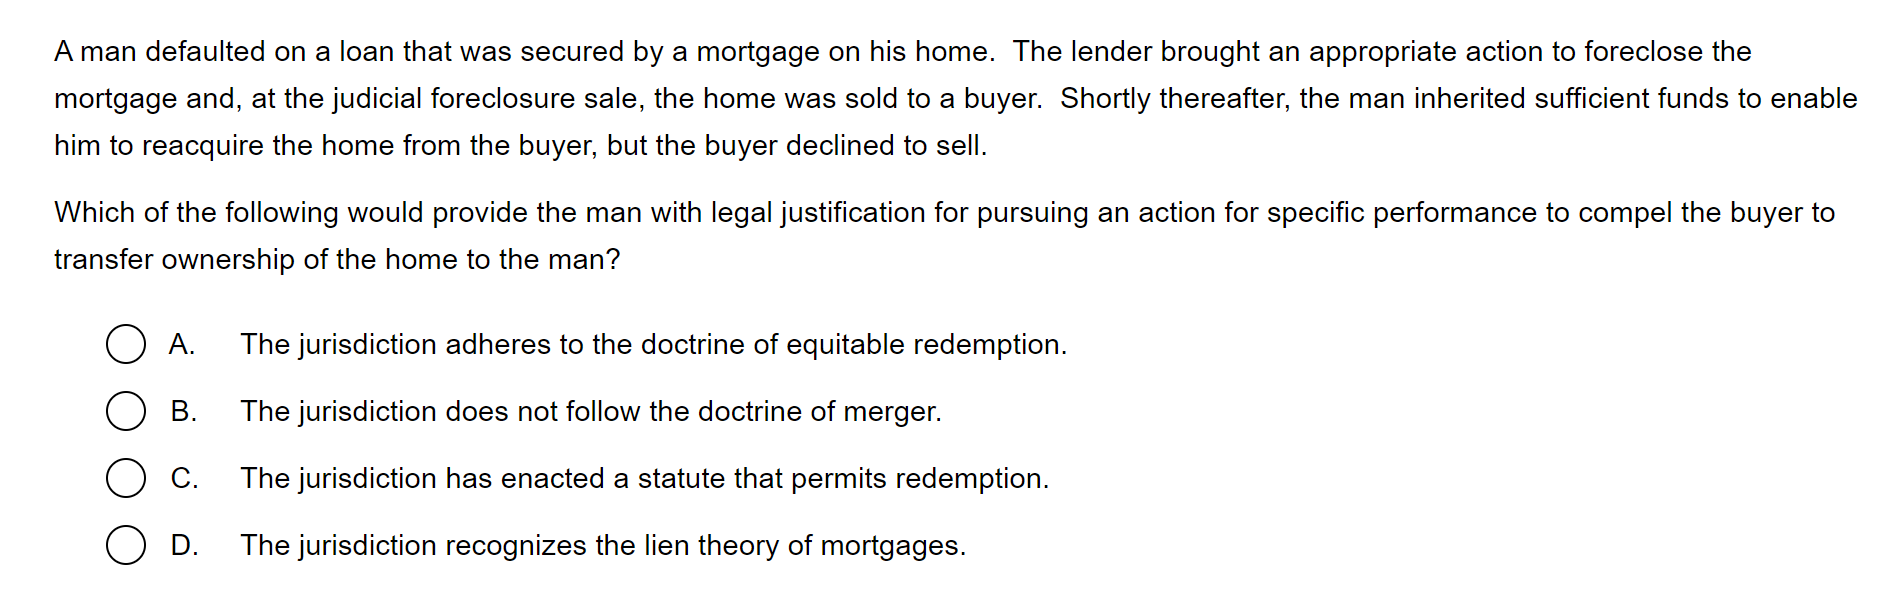 A man defaulted on a loan that was secured by a mortgage on his home.  The lender brought an appropriate action to foreclose the
mortgage and, at the judicial foreclosure sale, the home was sold to a buyer.  Shortly thereafter, the man inherited sufficient funds to enable
him to reacquire the home from the buyer, but the buyer declined to sell.
Which of the following would provide the man with legal justification for pursuing an action for specific performance to compel the buyer to
transfer ownership of the home to the man?
A. The jurisdiction adheres to the doctrine of equitable redemption.
B. The jurisdiction does not follow the doctrine of merger.
C. The jurisdiction has enacted a statute that permits redemption.
D. The jurisdiction recognizes the lien theory of mortgages.